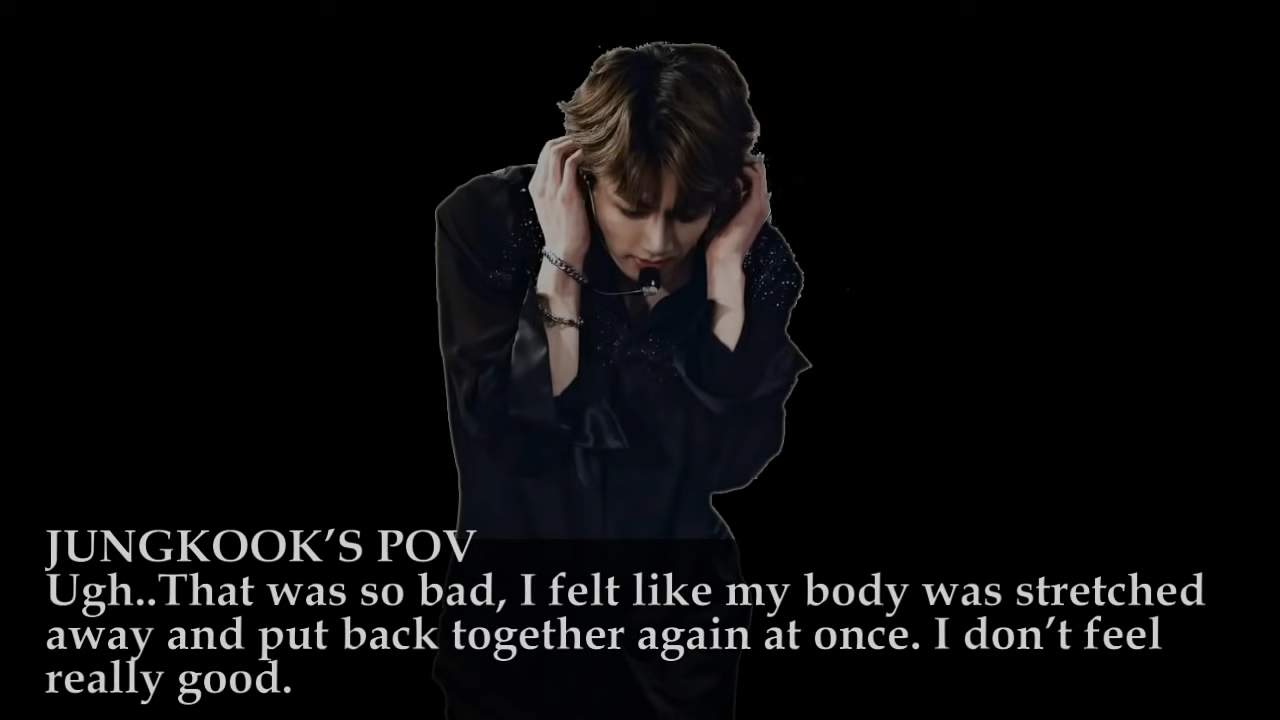 JUNGKOOK’S POV
Ugh..That was so bad, I felt like my body was stretched
away and put back together again at once. I don’t feel
really good.